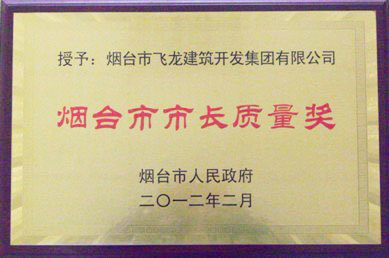 授予：烟台市飞龙建筑开发集团有限公司
烟台市市长质量奖
烟台市人民政府
二〇一二年二月